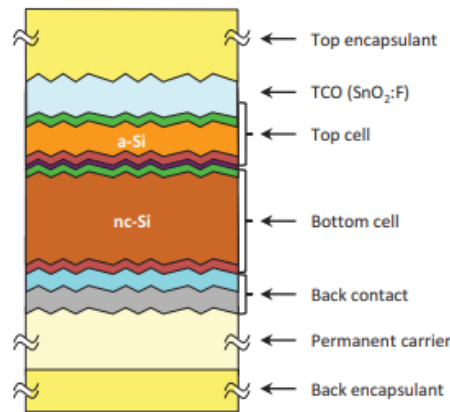 Top encapsulant
TCO (SnO₂:F)
Top cell
a-Si
nc-Si
Bottom cell
Back contact
Permanent carrier
Back encapsulant